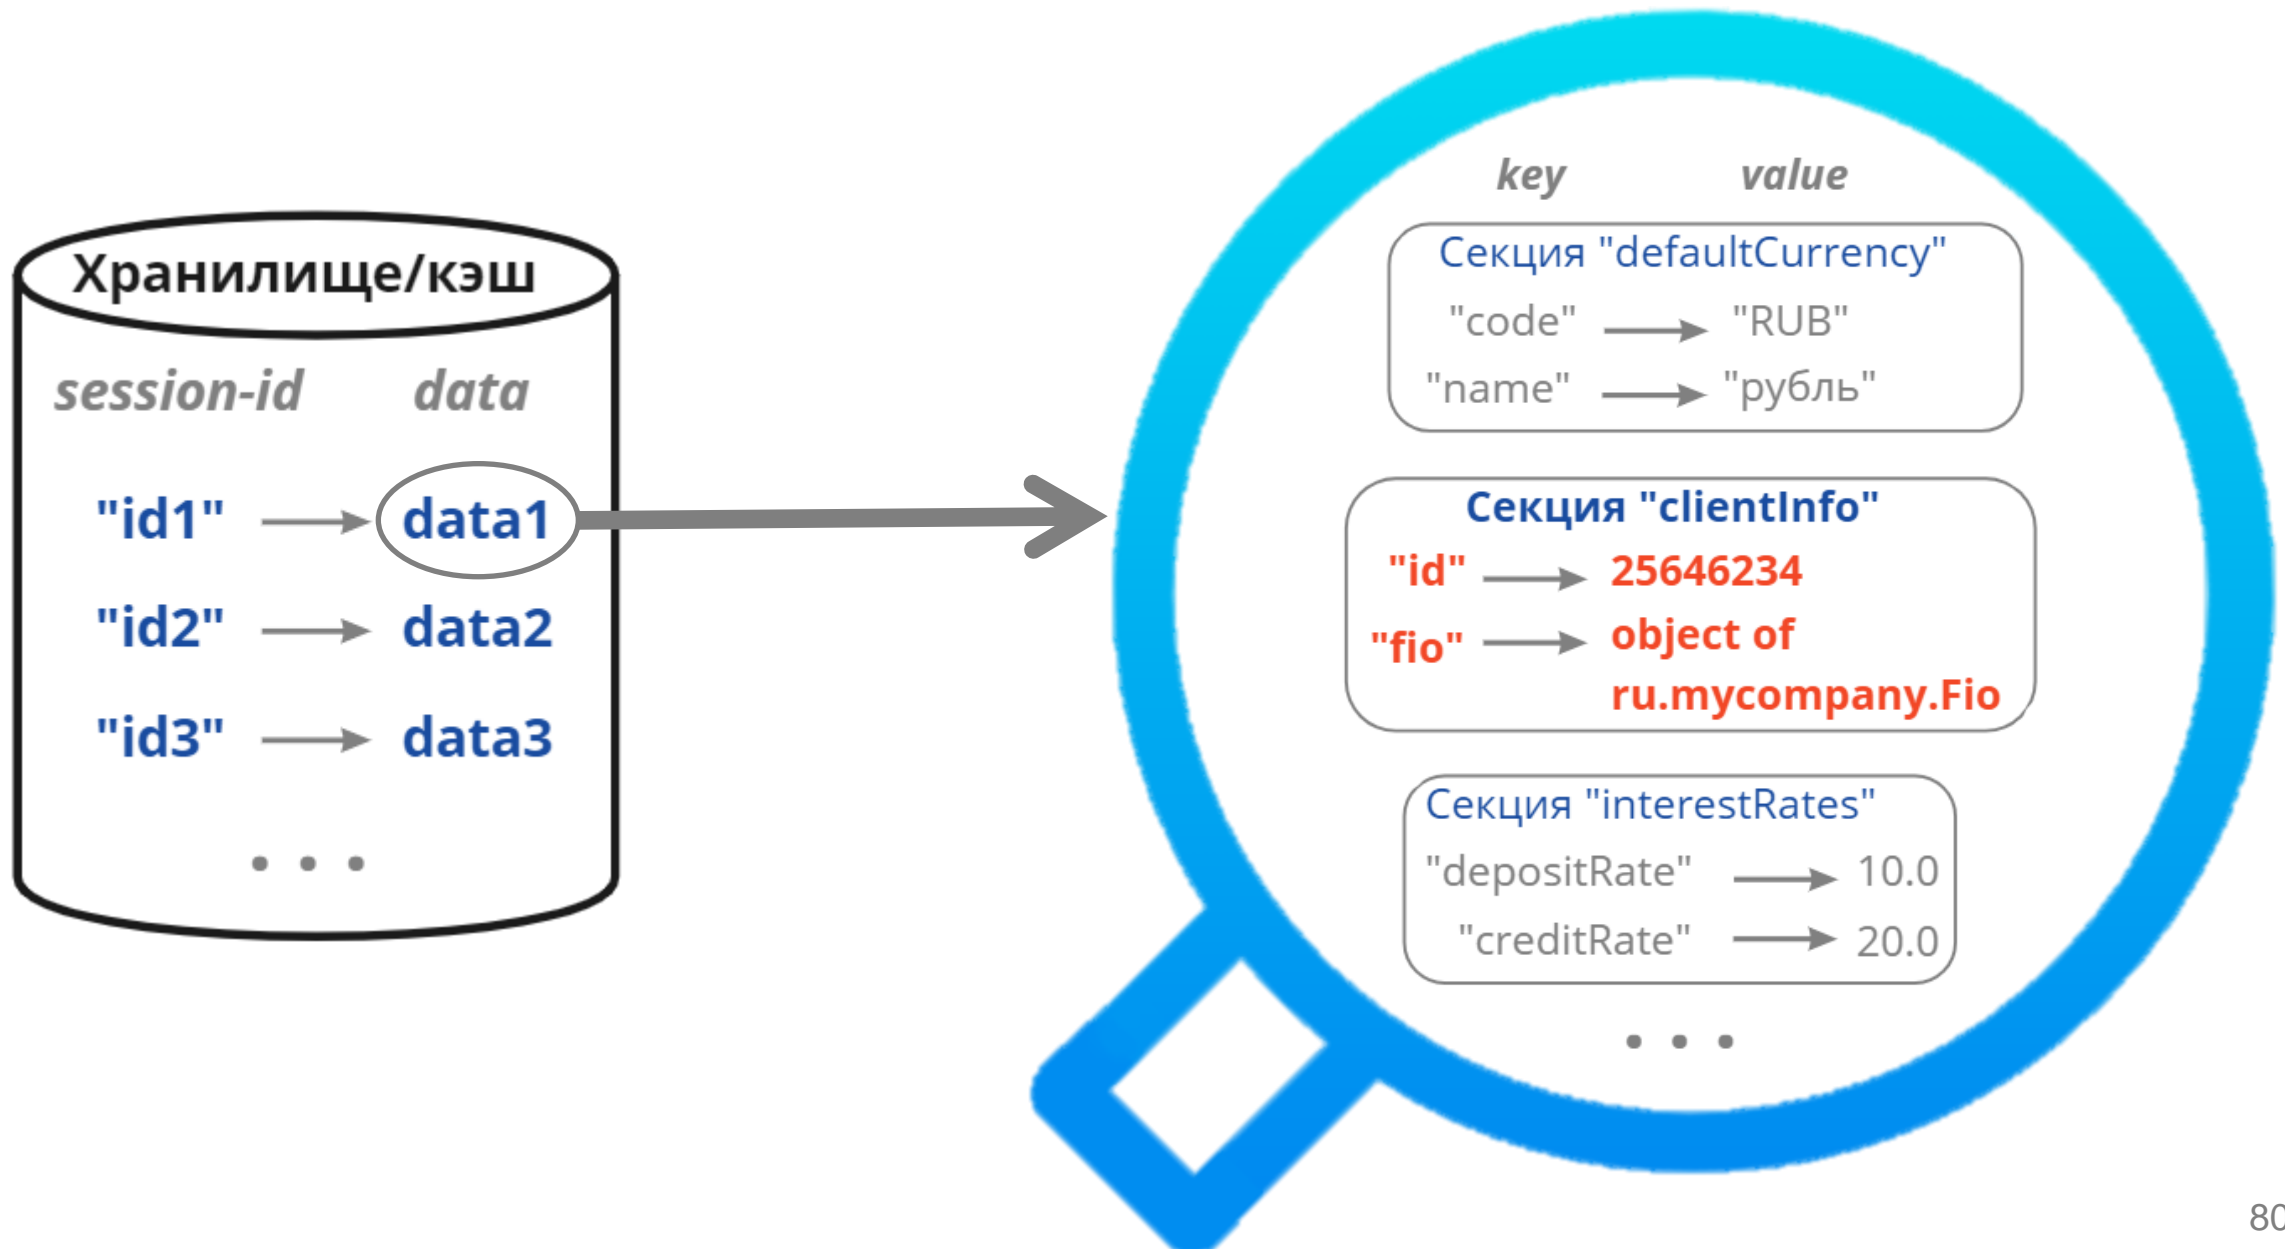 Хранилище/кэш
session-id data
"id1" data1
"id2" data2
"id3" data3
. . .
key value
Секция "defaultCurrency"
"code" "RUB"
"name" "рубль"
Секция "clientInfo"
"id" 25646234
"fio" object of
ru.mycompany.Fio
Секция "interestRates"
"depositRate" 10.0
"creditRate" 20.0
. . .
80